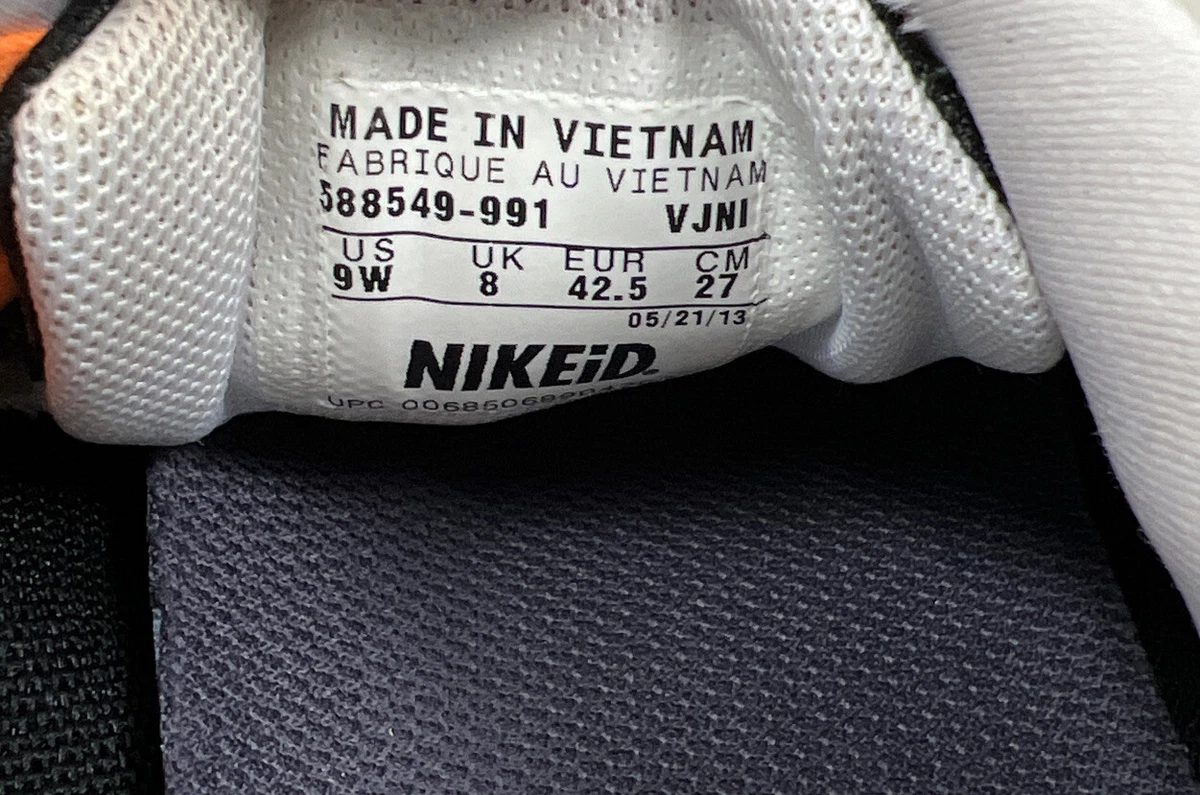 MADE IN VIETNAM
FABRIQUE AU VIETNAM
588549-991 VJNI
US UK EUR CM
9W 8 42.5 27
05/21/13
NIKEiD.
UPC